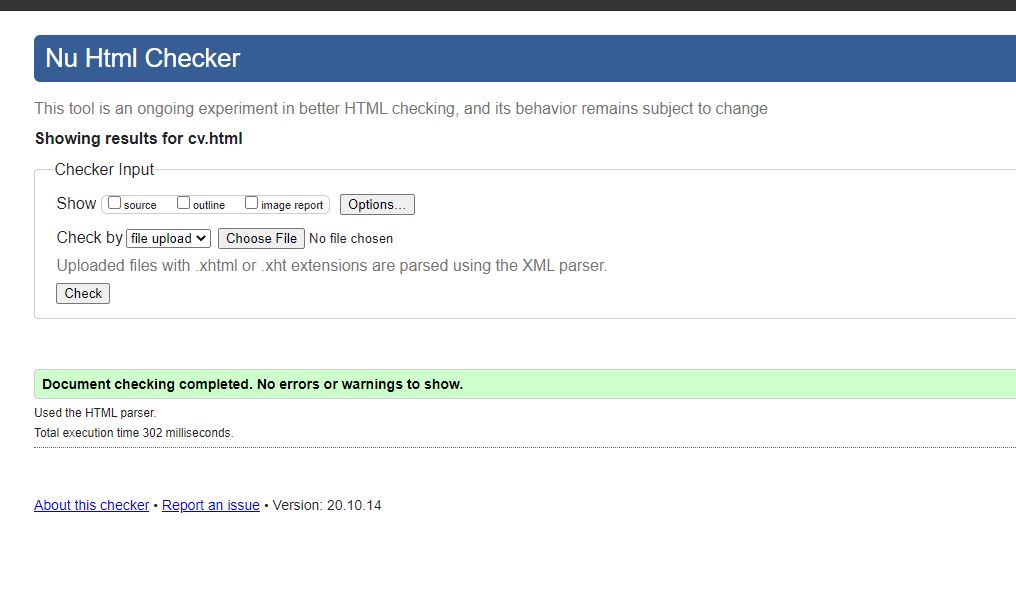 Nu Html Checker
This tool is an ongoing experiment in better HTML checking, and its behavior remains subject to change
Showing results for cv.html
Checker Input
Show source outline image report Options...
Check by file upload Choose File No file chosen
Uploaded files with .xhtml or .xht extensions are parsed using the XML parser.
Check
Document checking completed. No errors or warnings to show.
Used the HTML parser.
Total execution time 302 milliseconds.
About this checker • Report an issue • Version: 20.10.14